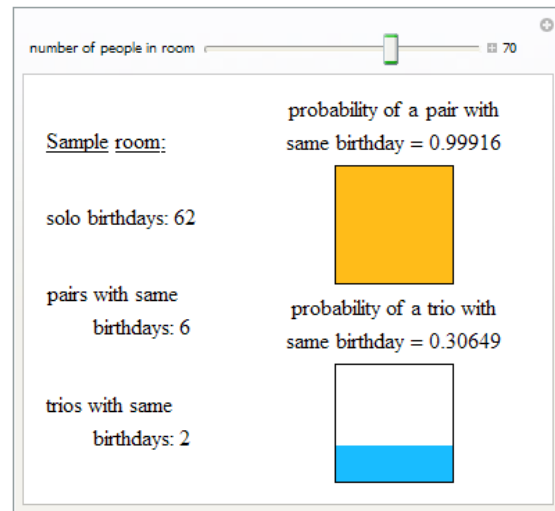 number of people in room 70
Sample room:
solo birthdays: 62
pairs with same
birthdays: 6
trios with same
birthdays: 2
probability of a pair with
same birthday = 0.99916
probability of a trio with
same birthday = 0.30649